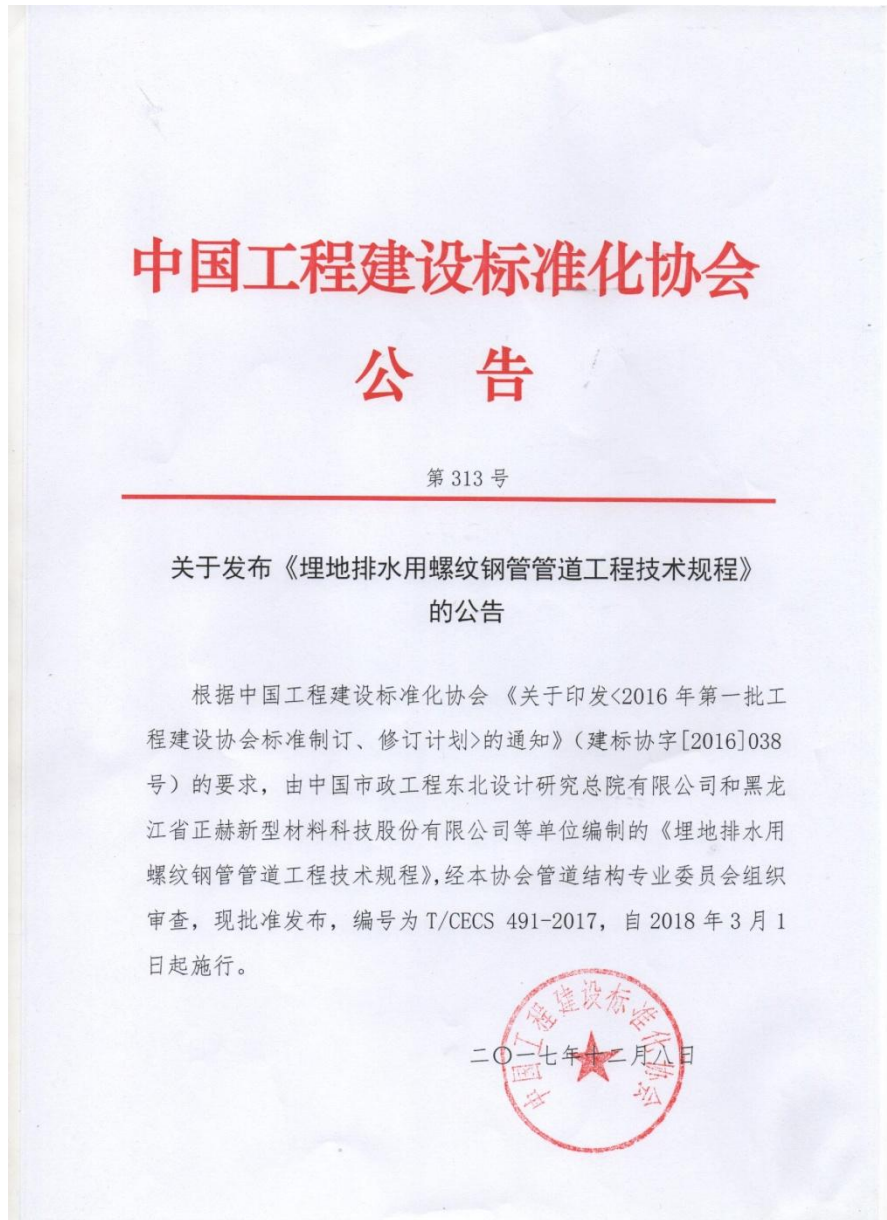 中国工程建设标准化协会
公 告
第 313 号
关于发布《埋地排水用螺纹钢管管道工程技术规程》
的公告
根据中国工程建设标准化协会 《关于印发<2016 年第一批工
程建设协会标准制订、修订计划>的通知》（建标协字[2016]038
号）的要求，由中国市政工程东北设计研究总院有限公司和黑龙
江省正赫新型材料科技股份有限公司等单位编制的《埋地排水用
螺纹钢管管道工程技术规程》,经本协会管道结构专业委员会组织
审查，现批准发布，编号为 T/CECS 491-2017，自 2018 年 3 月 1
日起施行。
中国工程建设标准化协会
二〇一七年十二月八日